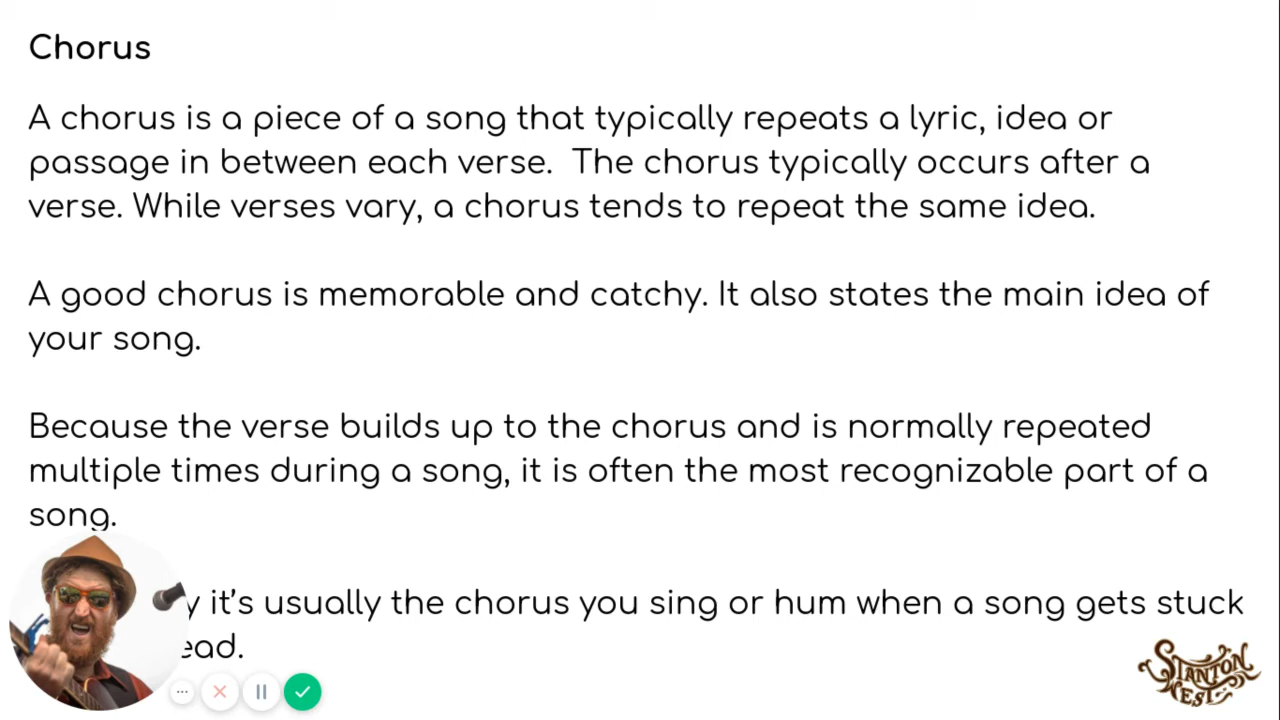 Chorus
A chorus is a piece of a song that typically repeats a lyric, idea or
passage in between each verse.  The chorus typically occurs after a
verse. While verses vary, a chorus tends to repeat the same idea.
A good chorus is memorable and catchy. It also states the main idea of
your song.
Because the verse builds up to the chorus and is normally repeated
multiple times during a song, it is often the most recognizable part of a
song.
y it’s usually the chorus you sing or hum when a song gets stuck
ead.
STANTON
WEST